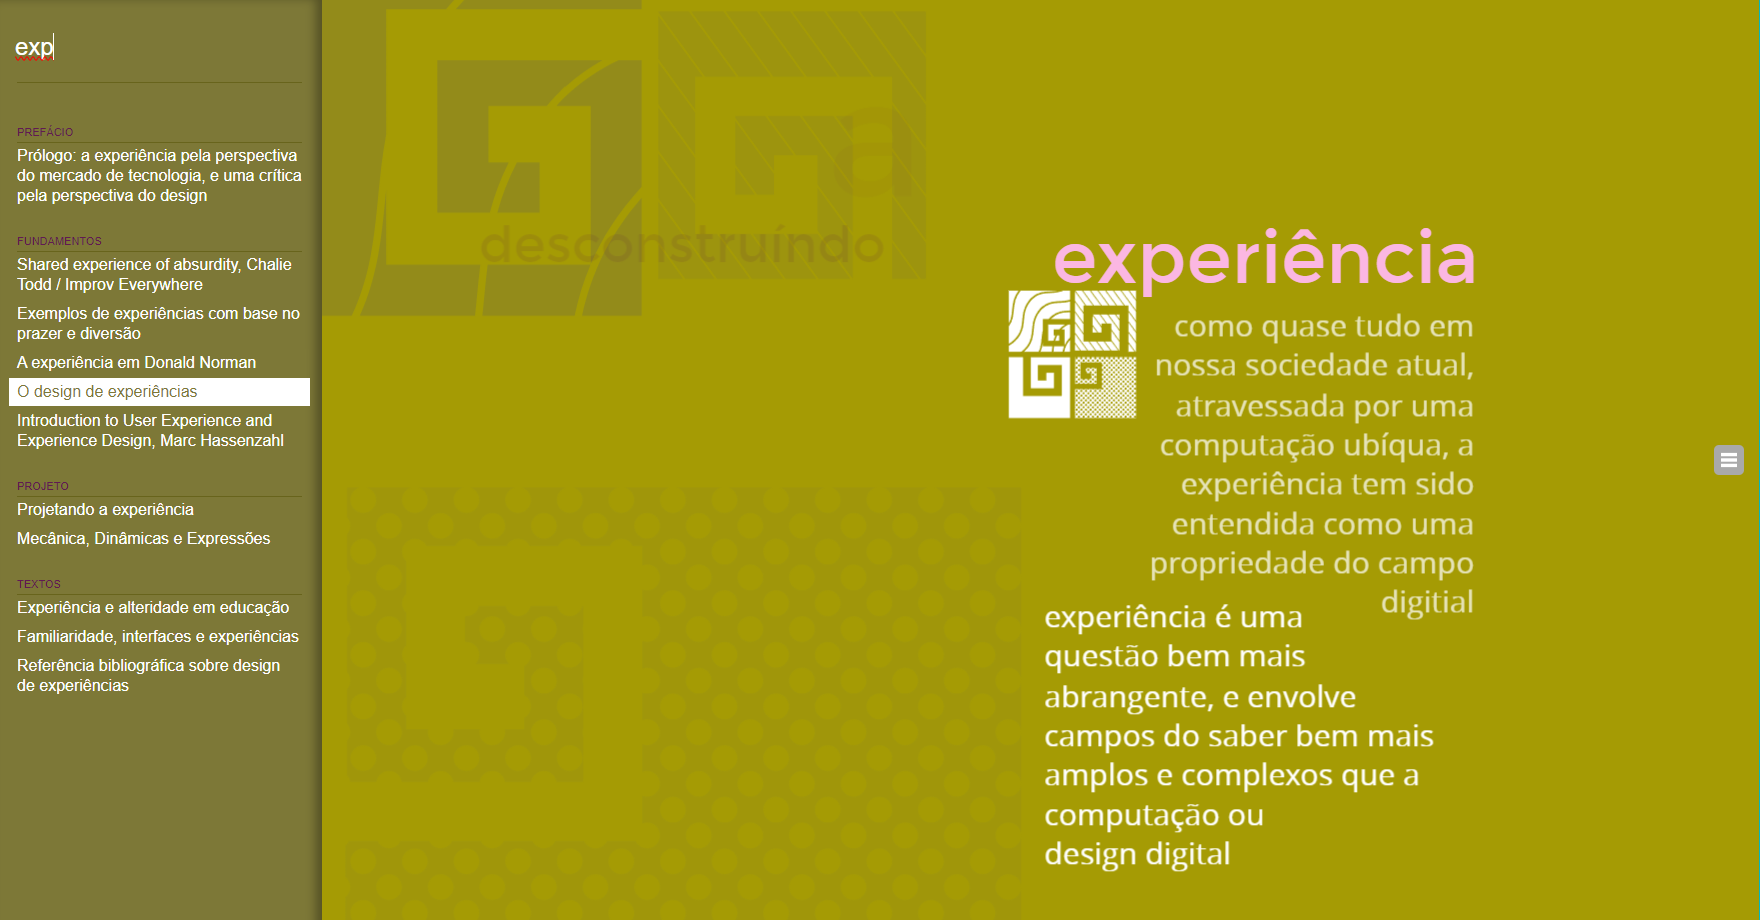 exp
PREFÁCIO
Prólogo: a experiência pela perspectiva
do mercado de tecnologia, e uma crítica
pela perspectiva do design
FUNDAMENTOS
Shared experience of absurdity, Chalie
Todd / Improv Everywhere
Exemplos de experiências com base no
prazer e diversão
A experiência em Donald Norman
O design de experiências
Introduction to User Experience and
Experience Design, Marc Hassenzahl
PROJETO
Projetando a experiência
Mecânica, Dinâmicas e Expressões
TEXTOS
Experiência e alteridade em educação
Familiaridade, interfaces e experiências
Referência bibliográfica sobre design
de experiências
a
desconstruíndo
experiência
como quase tudo em
nossa sociedade atual,
atravessada por uma
computação ubíqua, a
experiência tem sido
entendida como uma
propriedade do campo
digitial
experiência é uma
questão bem mais
abrangente, e envolve
campos do saber bem mais
amplos e complexos que a
computação ou
design digital